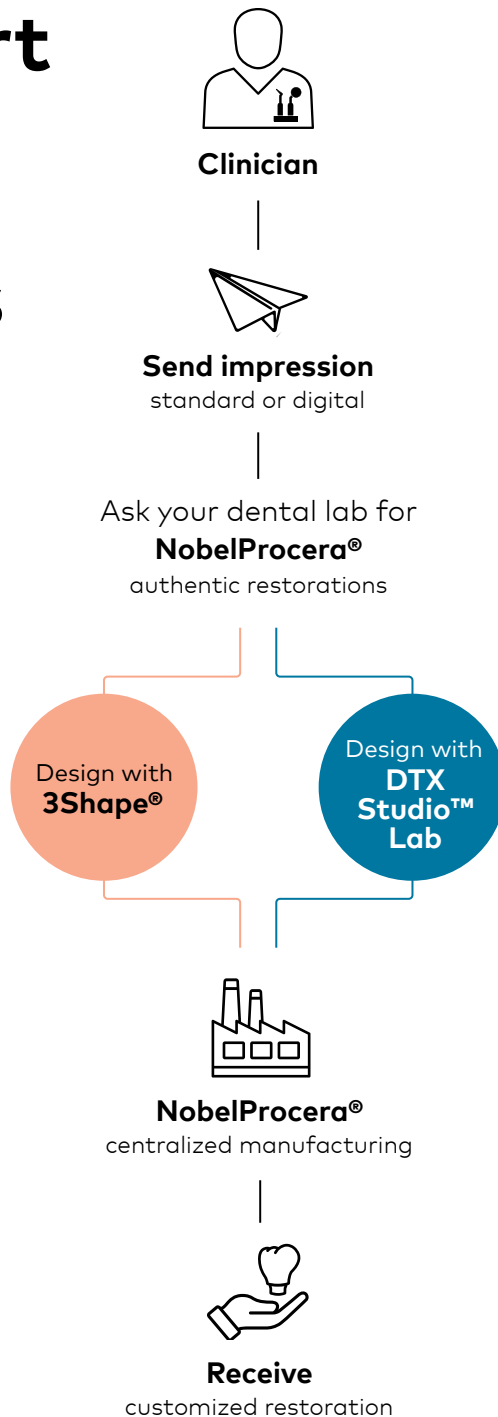 rt
s
Clinician
Send impression
standard or digital
Ask your dental lab for
NobelProcera®
authentic restorations
Design with
3Shape®
Design with
DTX
Studio™
Lab
NobelProcera®
centralized manufacturing
Receive
customized restoration